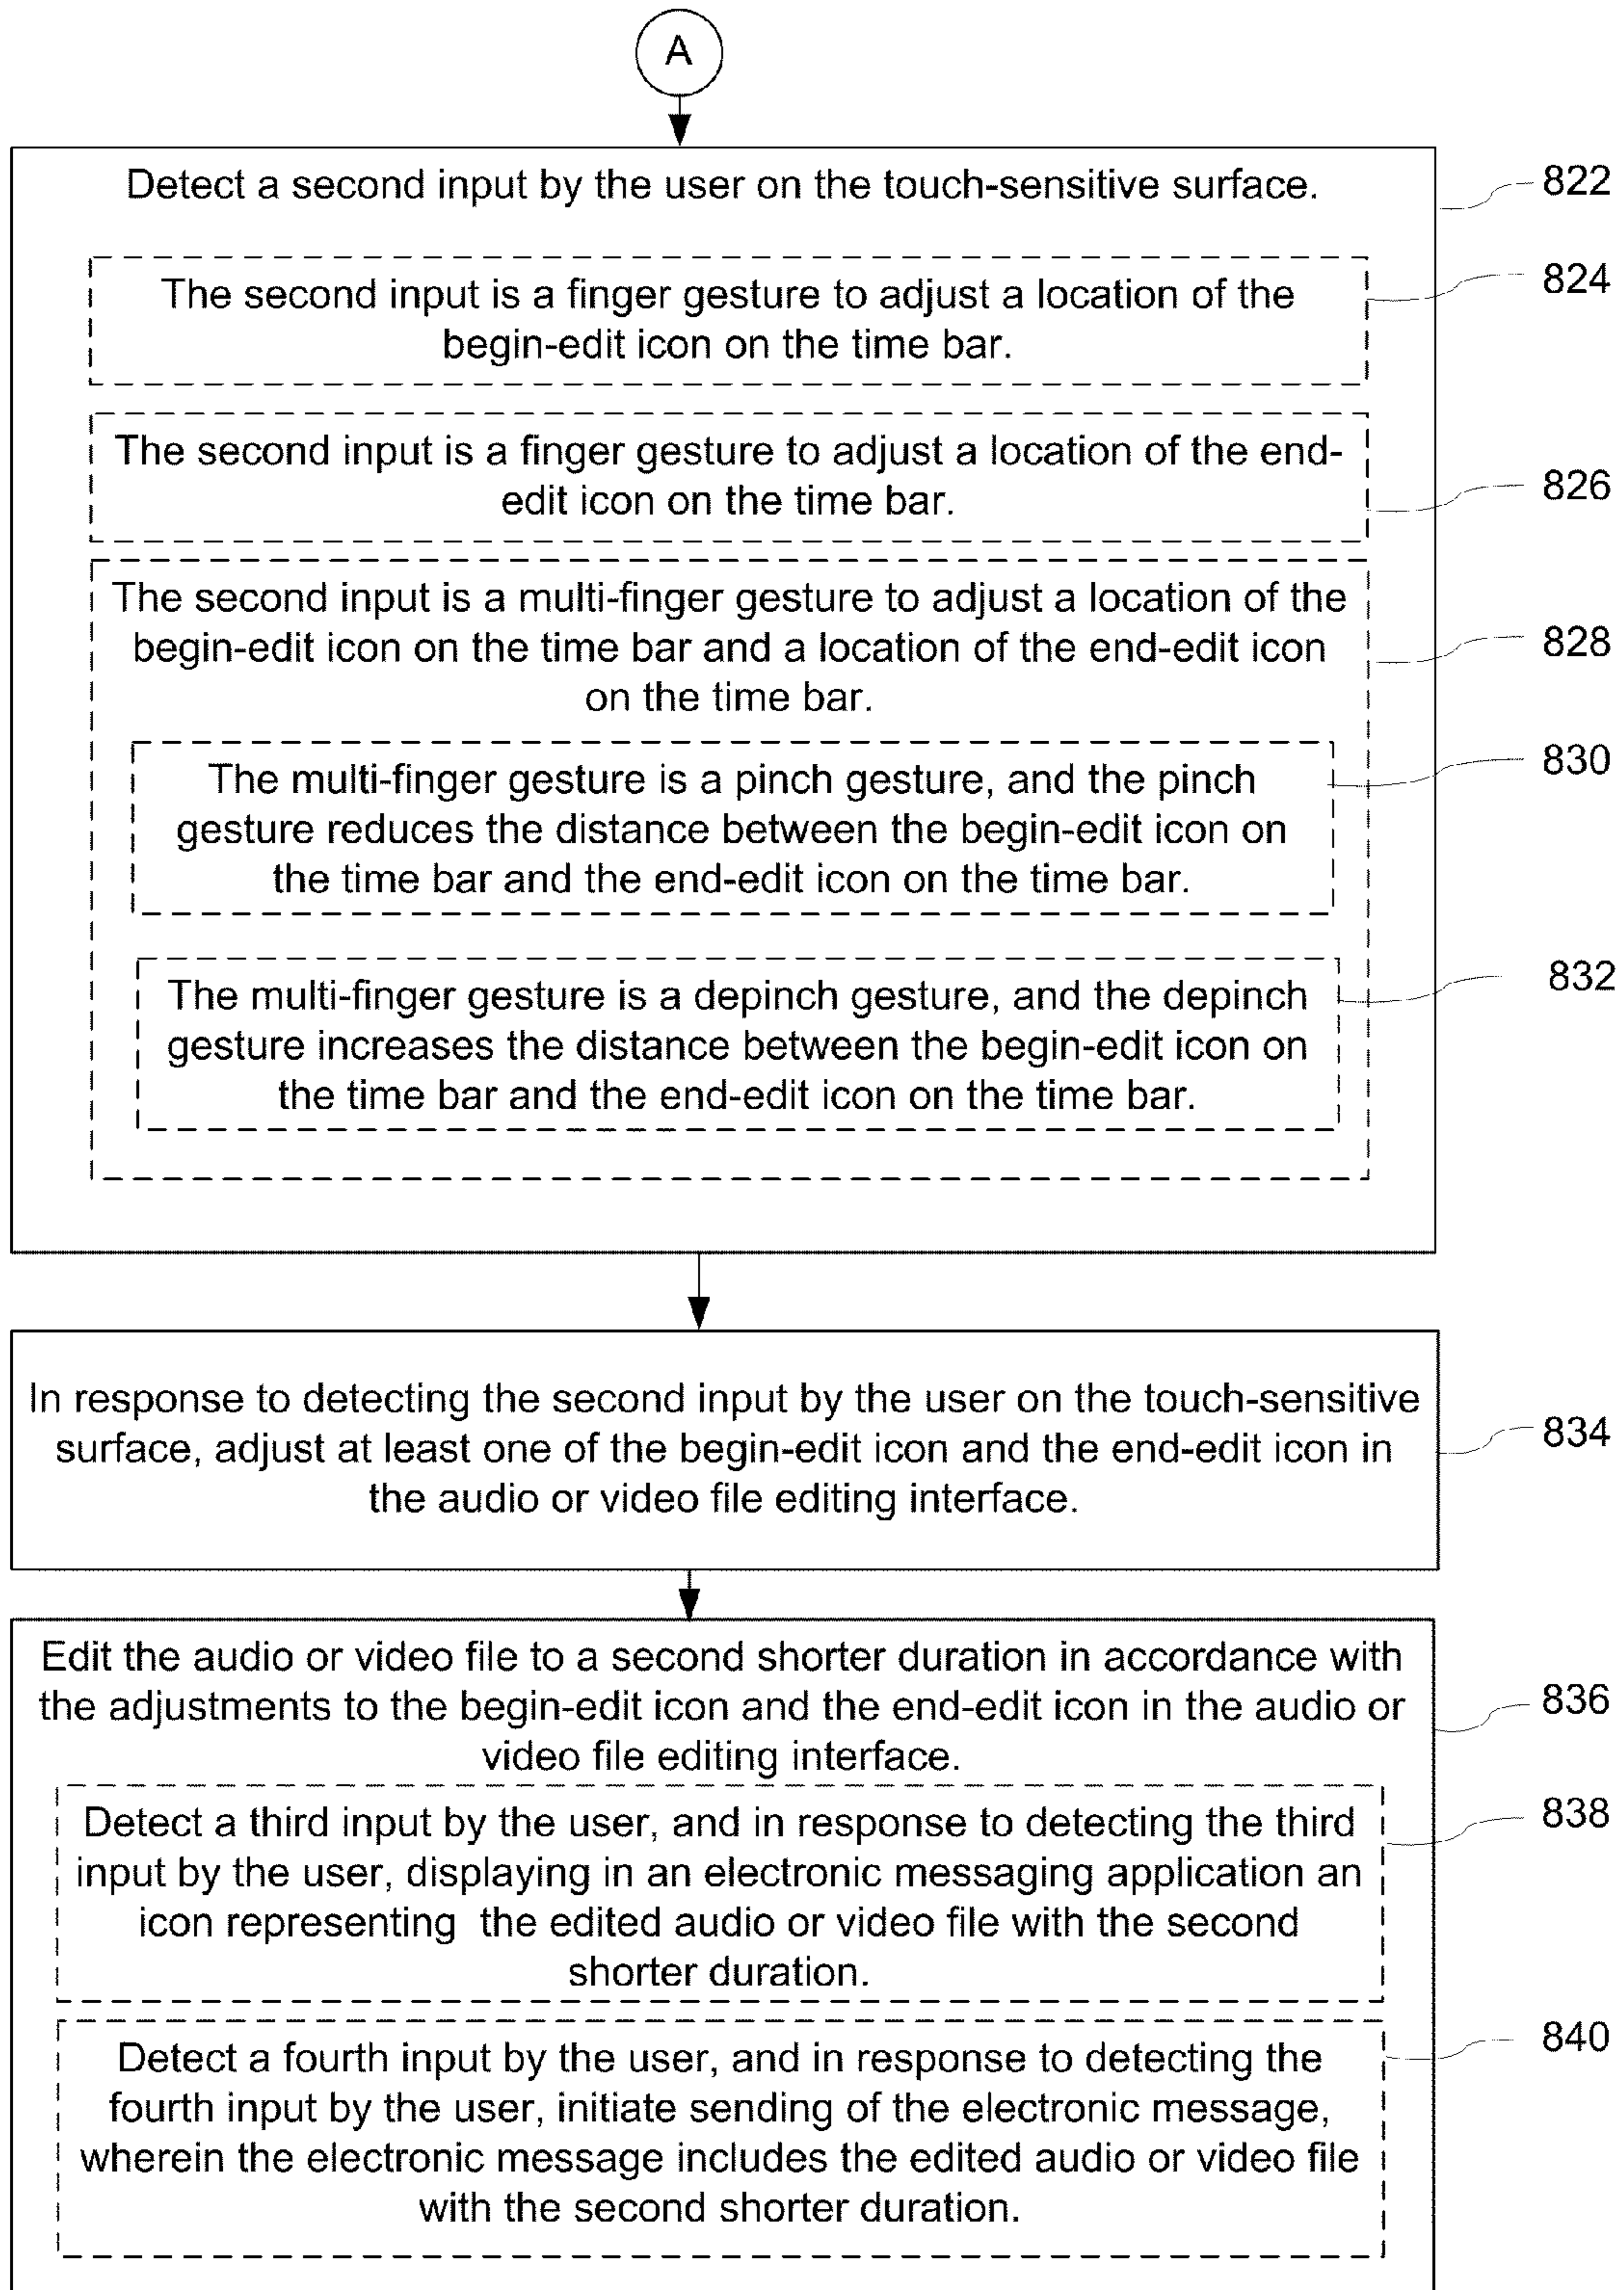 A
Detect a second input by the user on the touch-sensitive surface.
822
The second input is a finger gesture to adjust a location of the
begin-edit icon on the time bar.
824
The second input is a finger gesture to adjust a location of the end-
edit icon on the time bar.
826
The second input is a multi-finger gesture to adjust a location of the
begin-edit icon on the time bar and a location of the end-edit icon
on the time bar.
828
The multi-finger gesture is a pinch gesture, and the pinch
gesture reduces the distance between the begin-edit icon on
the time bar and the end-edit icon on the time bar.
830
The multi-finger gesture is a depinch gesture, and the depinch
gesture increases the distance between the begin-edit icon on
the time bar and the end-edit icon on the time bar.
832
In response to detecting the second input by the user on the touch-sensitive
surface, adjust at least one of the begin-edit icon and the end-edit icon in
the audio or video file editing interface.
834
Edit the audio or video file to a second shorter duration in accordance with
the adjustments to the begin-edit icon and the end-edit icon in the audio or
video file editing interface.
836
Detect a third input by the user, and in response to detecting the third
input by the user, displaying in an electronic messaging application an
icon representing the edited audio or video file with the second
shorter duration.
838
Detect a fourth input by the user, and in response to detecting the
fourth input by the user, initiate sending of the electronic message,
wherein the electronic message includes the edited audio or video file
with the second shorter duration.
840